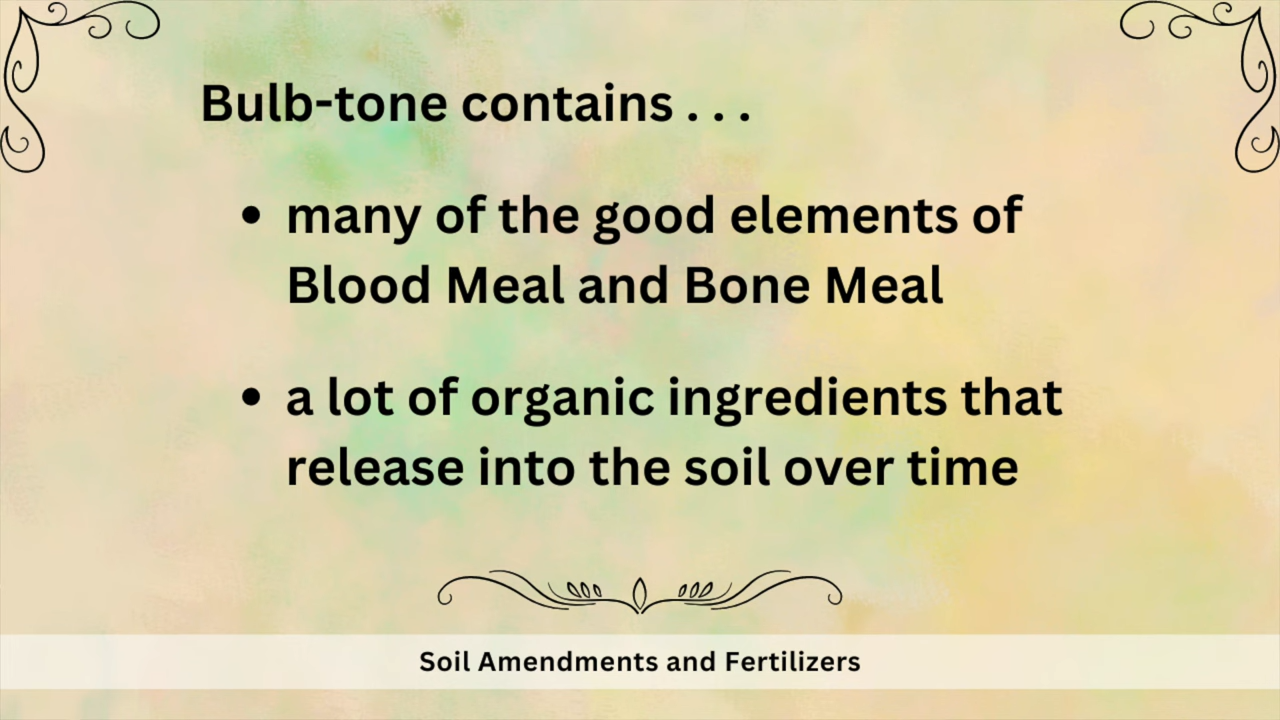 Bulb-tone contains . . .
• many of the good elements of
Blood Meal and Bone Meal
• a lot of organic ingredients that
release into the soil over time
Soil Amendments and Fertilizers